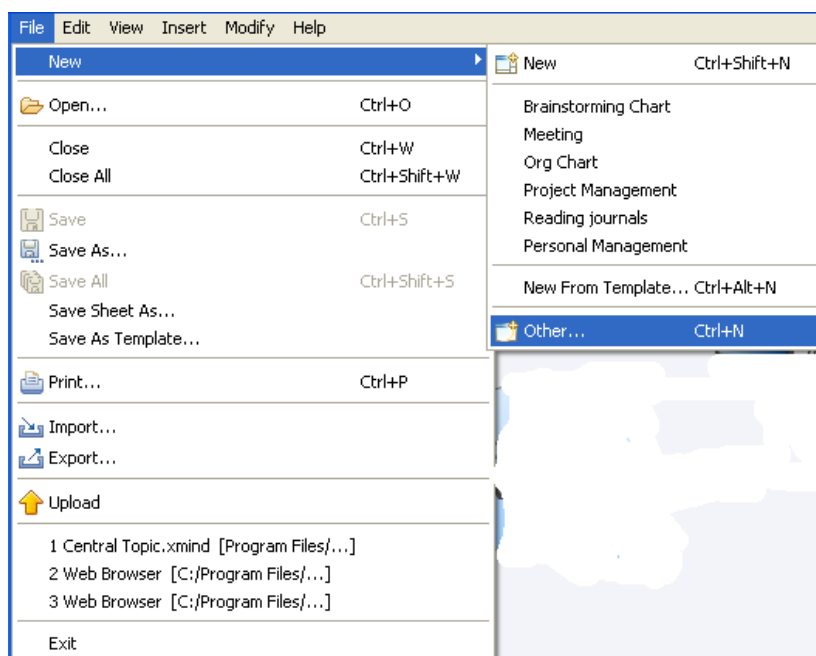 File Edit View Insert Modify Help
New
Open... Ctrl+O
Close Ctrl+W
Close All Ctrl+Shift+W
Save Ctrl+S
Save As...
Save All Ctrl+Shift+S
Save Sheet As...
Save As Template...
Print... Ctrl+P
Import...
Export...
Upload
1 Central Topic.xmind [Program Files/...]
2 Web Browser [C:/Program Files/...]
3 Web Browser [C:/Program Files/...]
Exit
New Ctrl+Shift+N
Brainstorming Chart
Meeting
Org Chart
Project Management
Reading journals
Personal Management
New From Template... Ctrl+Alt+N
Other... Ctrl+N